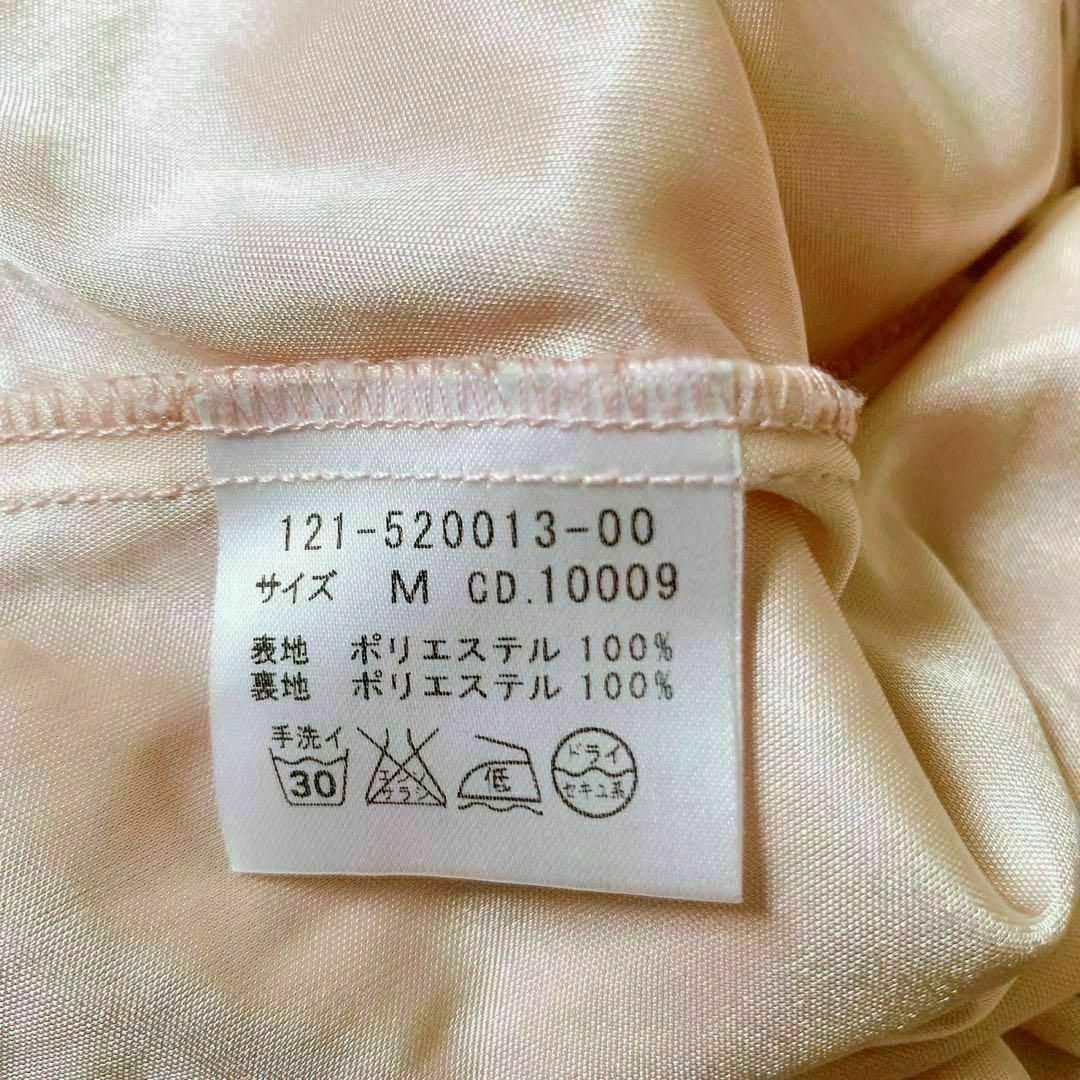 121-520013-00
サイズ M CD.10009
表地 ポリエステル 100%
裏地 ポリエステル 100%
手洗イ
30
エンソ
サラシ
低
ドライ
セキユ系